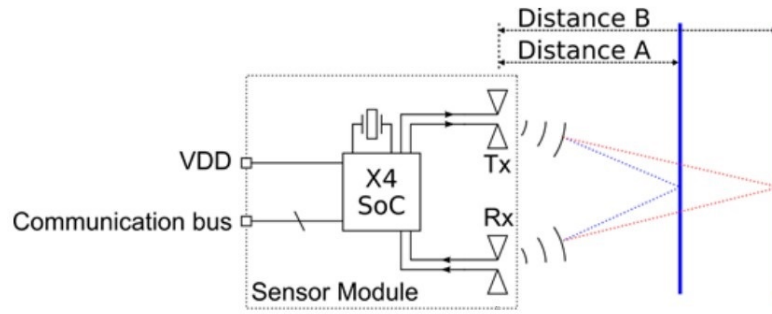 Distance B
Distance A
VDD
X4
SoC
Tx
Communication bus
Rx
Sensor Module